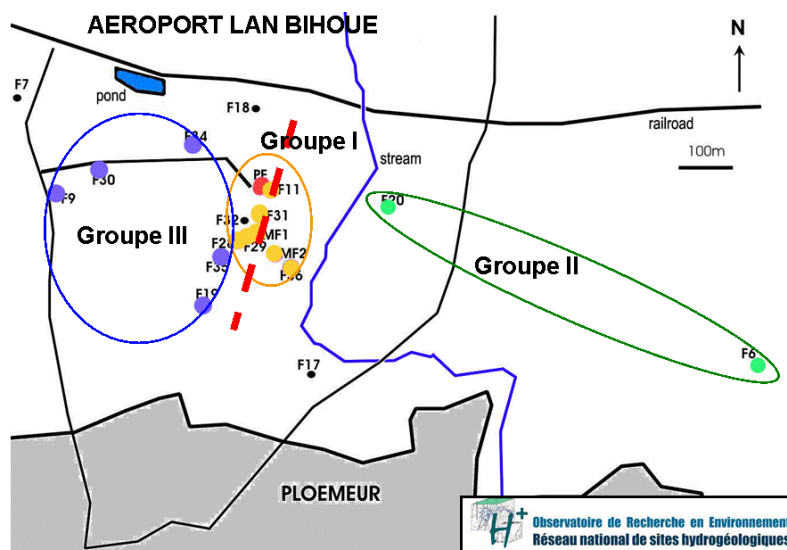 AEROPORT LAN BIHOUE
N
F7
pond
F18
railroad
F34
Groupe I
stream
100m
F30
PE
F11
F9
F20
F31
F32
Groupe III
MF1
F29
MF2
Groupe II
F35
F36
F19
F6
F17
PLOEMEUR
H+
Observatoire de Recherche en Environnement
Réseau national de sites hydrogéologiques